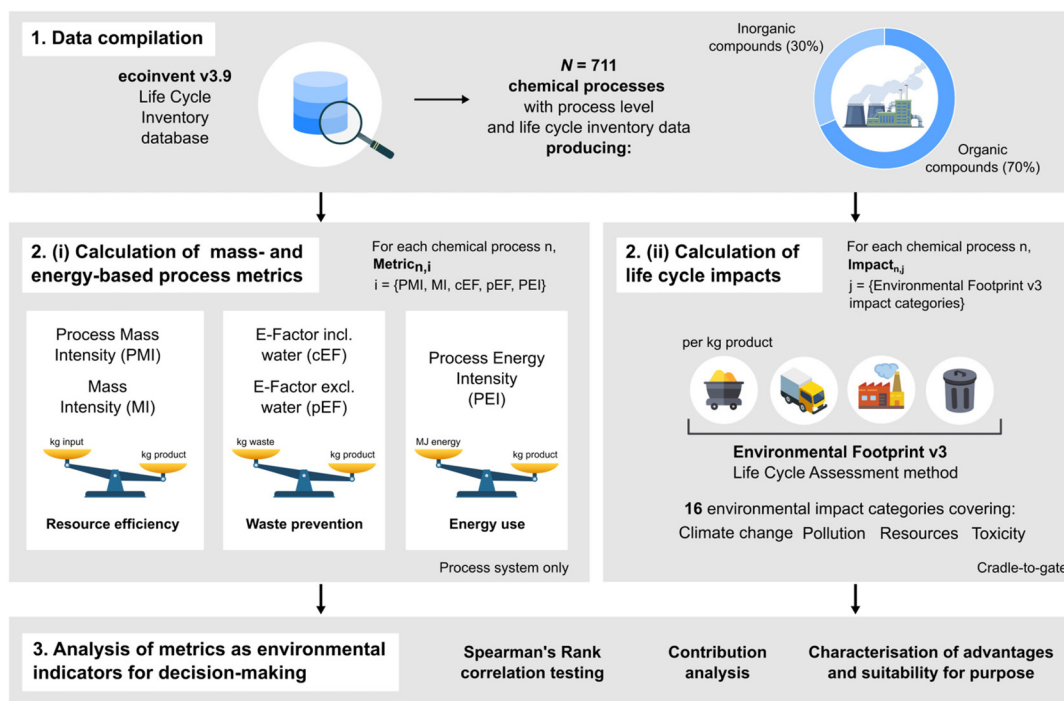 1. Data compilation
ecoinvent v3.9
Life Cycle
Inventory
database
N = 711
chemical processes
with process level
and life cycle inventory data
producing:
Inorganic
compounds (30%)
Organic
compounds (70%)
2. (i) Calculation of mass- and
energy-based process metrics
For each chemical process n,
Metricn,i
i = {PMI, MI, cEF, pEF, PEI}
Process Mass
Intensity (PMI)
Mass
Intensity (MI)
kg input
kg product
Resource efficiency
E-Factor incl.
water (cEF)
E-Factor excl.
water (pEF)
kg waste
kg product
Waste prevention
Process Energy
Intensity
(PEI)
MJ energy
kg product
Energy use
Process system only
2. (ii) Calculation of
life cycle impacts
For each chemical process n,
Impactn,j
j = {Environmental Footprint v3
impact categories}
per kg product
Environmental Footprint v3
Life Cycle Assessment method
16 environmental impact categories covering:
Climate change Pollution Resources Toxicity
Cradle-to-gate
3. Analysis of metrics as environmental
indicators for decision-making
Spearman's Rank
correlation testing
Contribution
analysis
Characterisation of advantages
and suitability for purpose